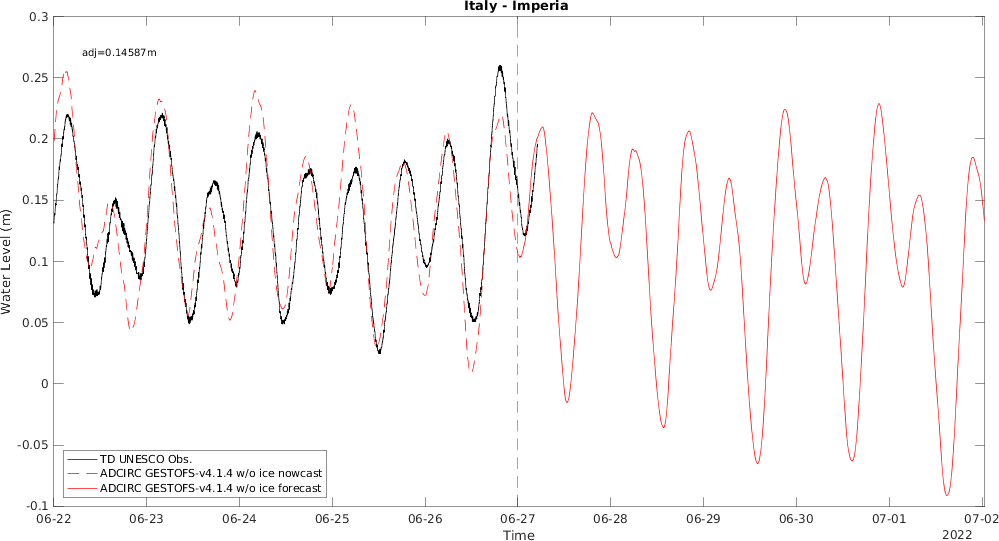 Italy - Imperia
adj=0.14587m
0.3
0.25
0.2
0.15
0.1
0.05
0
-0.05
-0.1
Water Level (m)
TD UNESCO Obs.
ADCIRC GESTOFS-v4.1.4 w/o ice nowcast
ADCIRC GESTOFS-v4.1.4 w/o ice forecast
06-22 06-23 06-24 06-25 06-26 06-27 06-28 06-29 06-30 07-01 07-02
Time
2022